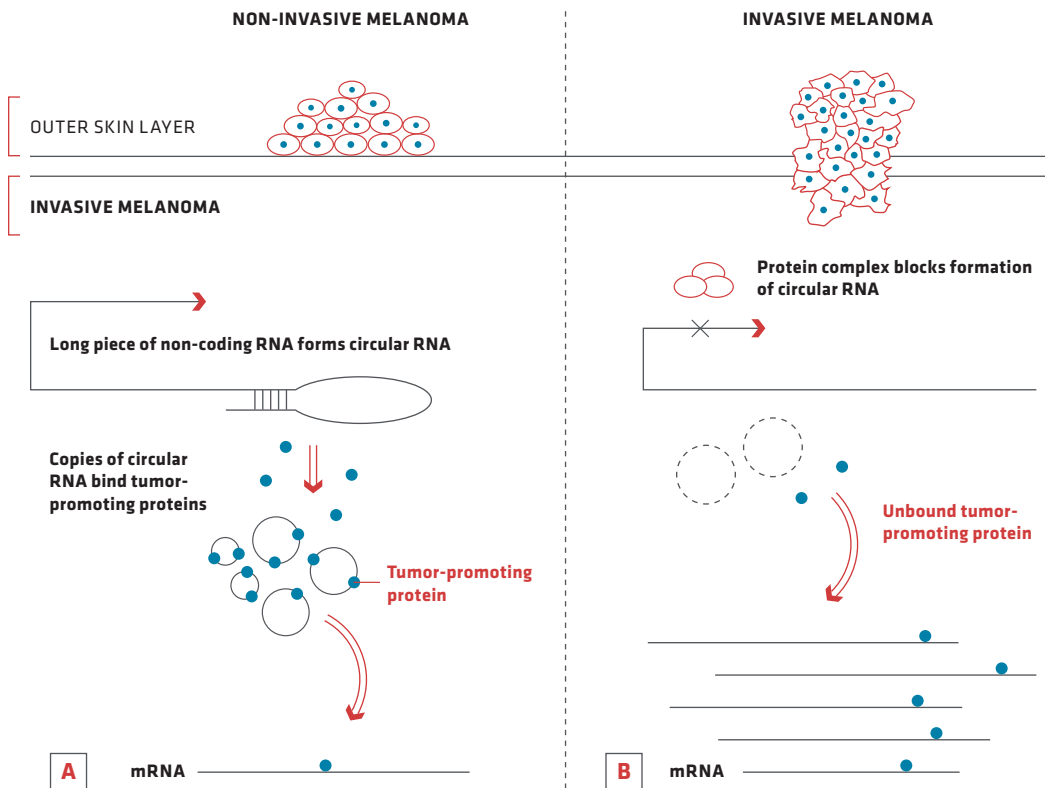 NON-INVASIVE MELANOMA
OUTER SKIN LAYER
INVASIVE MELANOMA
Long piece of non-coding RNA forms circular RNA
Copies of circular
RNA bind tumor-
promoting proteins
Tumor-promoting
protein
A
mRNA
INVASIVE MELANOMA
Protein complex blocks formation
of circular RNA
Unbound tumor-
promoting protein
B
mRNA